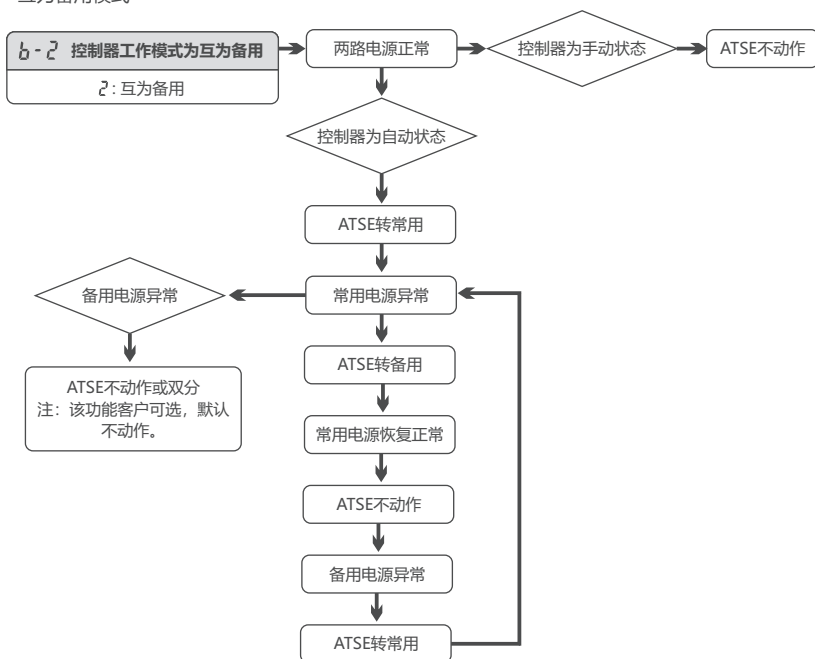 互为备用模式
b-2 控制器工作模式为互为备用
2: 互为备用
两路电源正常
控制器为手动状态
ATSE不动作
控制器为自动状态
ATSE转常用
常用电源异常
备用电源异常
ATSE不动作或双分
注：该功能客户可选，默认
不动作。
ATSE转备用
常用电源恢复正常
ATSE不动作
备用电源异常
ATSE转常用